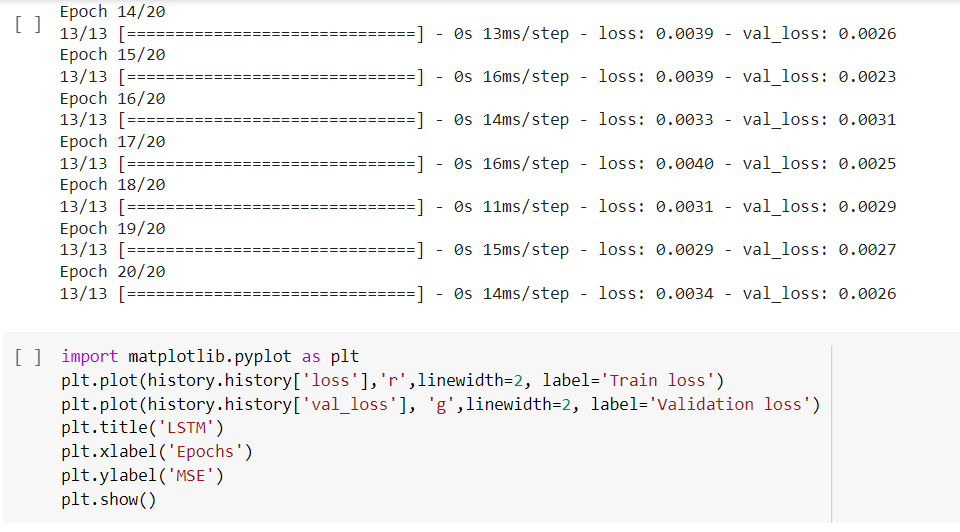 Epoch 14/20
[ ]
13/13 [==============================] - 0s 13ms/step - loss: 0.0039 - val_loss: 0.0026
Epoch 15/20
13/13 [==============================] - 0s 16ms/step - loss: 0.0039 - val_loss: 0.0023
Epoch 16/20
13/13 [==============================] - 0s 14ms/step - loss: 0.0033 - val_loss: 0.0031
Epoch 17/20
13/13 [==============================] - 0s 16ms/step - loss: 0.0040 - val_loss: 0.0025
Epoch 18/20
13/13 [==============================] - 0s 11ms/step - loss: 0.0031 - val_loss: 0.0029
Epoch 19/20
13/13 [==============================] - 0s 15ms/step - loss: 0.0029 - val_loss: 0.0027
Epoch 20/20
13/13 [==============================] - 0s 14ms/step - loss: 0.0034 - val_loss: 0.0026
[ ] import matplotlib.pyplot as plt
plt.plot(history.history['loss'],'r',linewidth=2, label='Train loss')
plt.plot(history.history['val_loss'], 'g',linewidth=2, label='Validation loss')
plt.title('LSTM')
plt.xlabel('Epochs')
plt.ylabel('MSE')
plt.show()